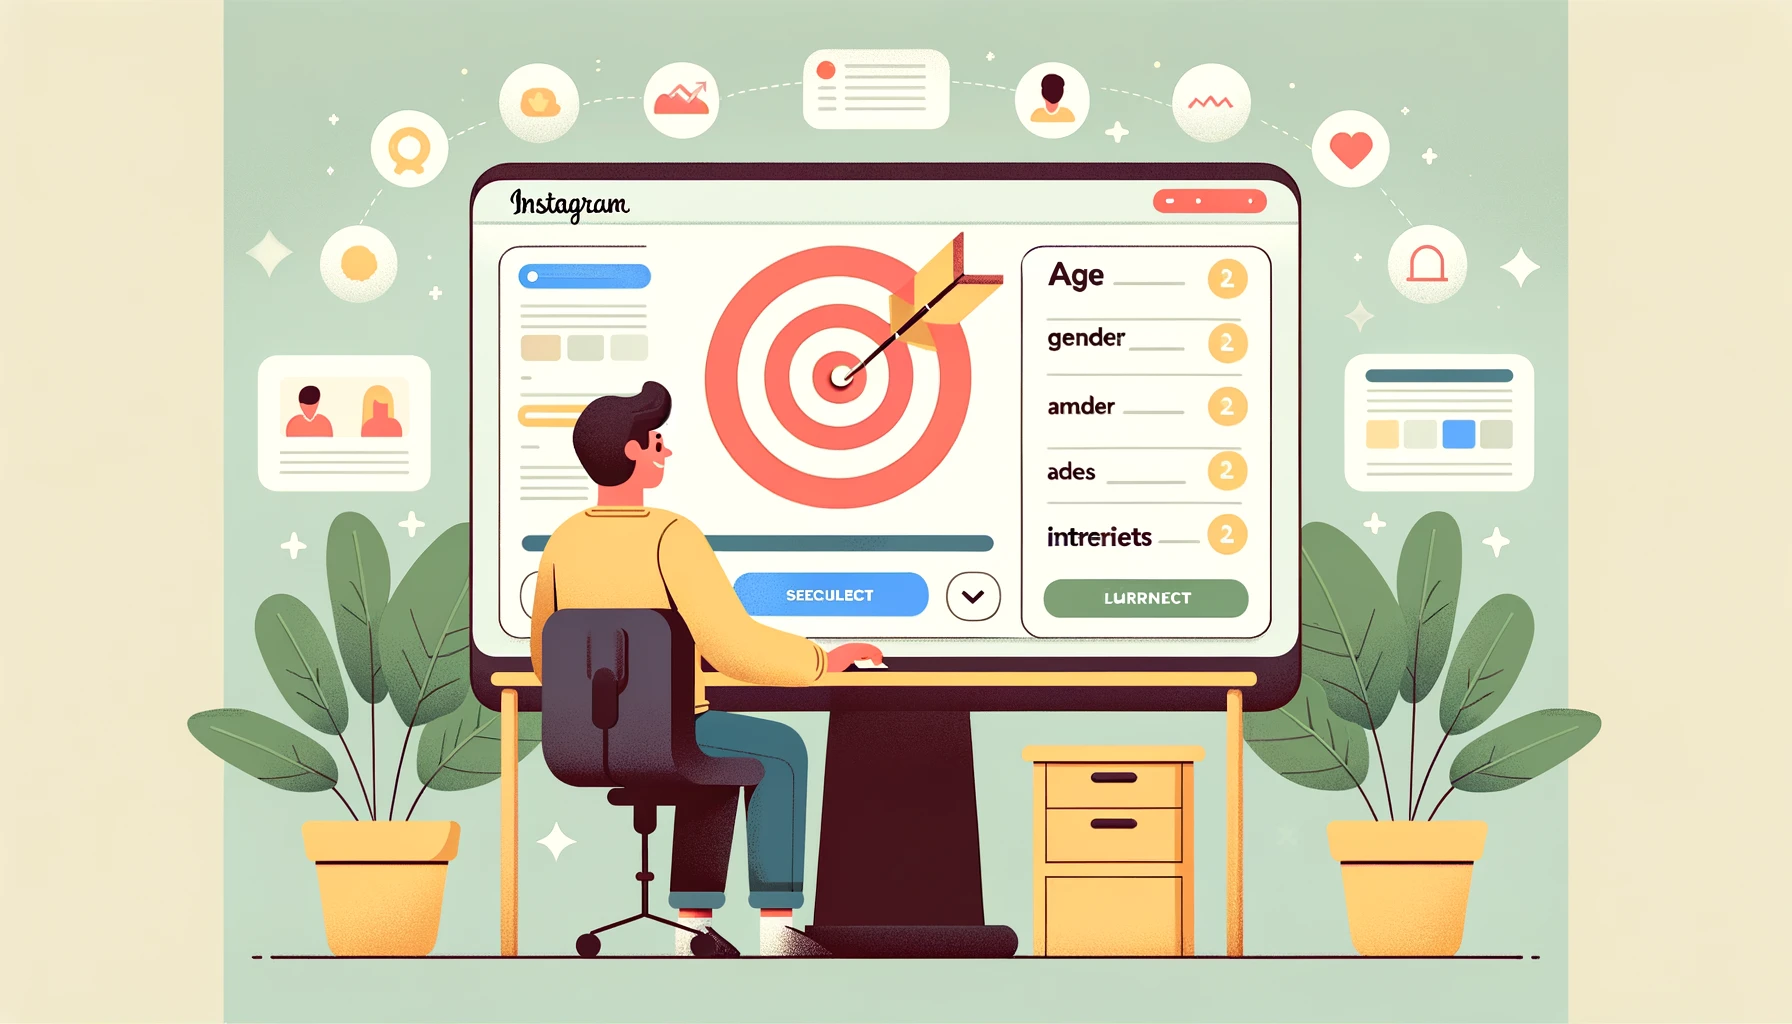 Instagram
Age 2
gender 2
amder 2
ades 2
intreriets 2
SEECULECT
LURRNECT